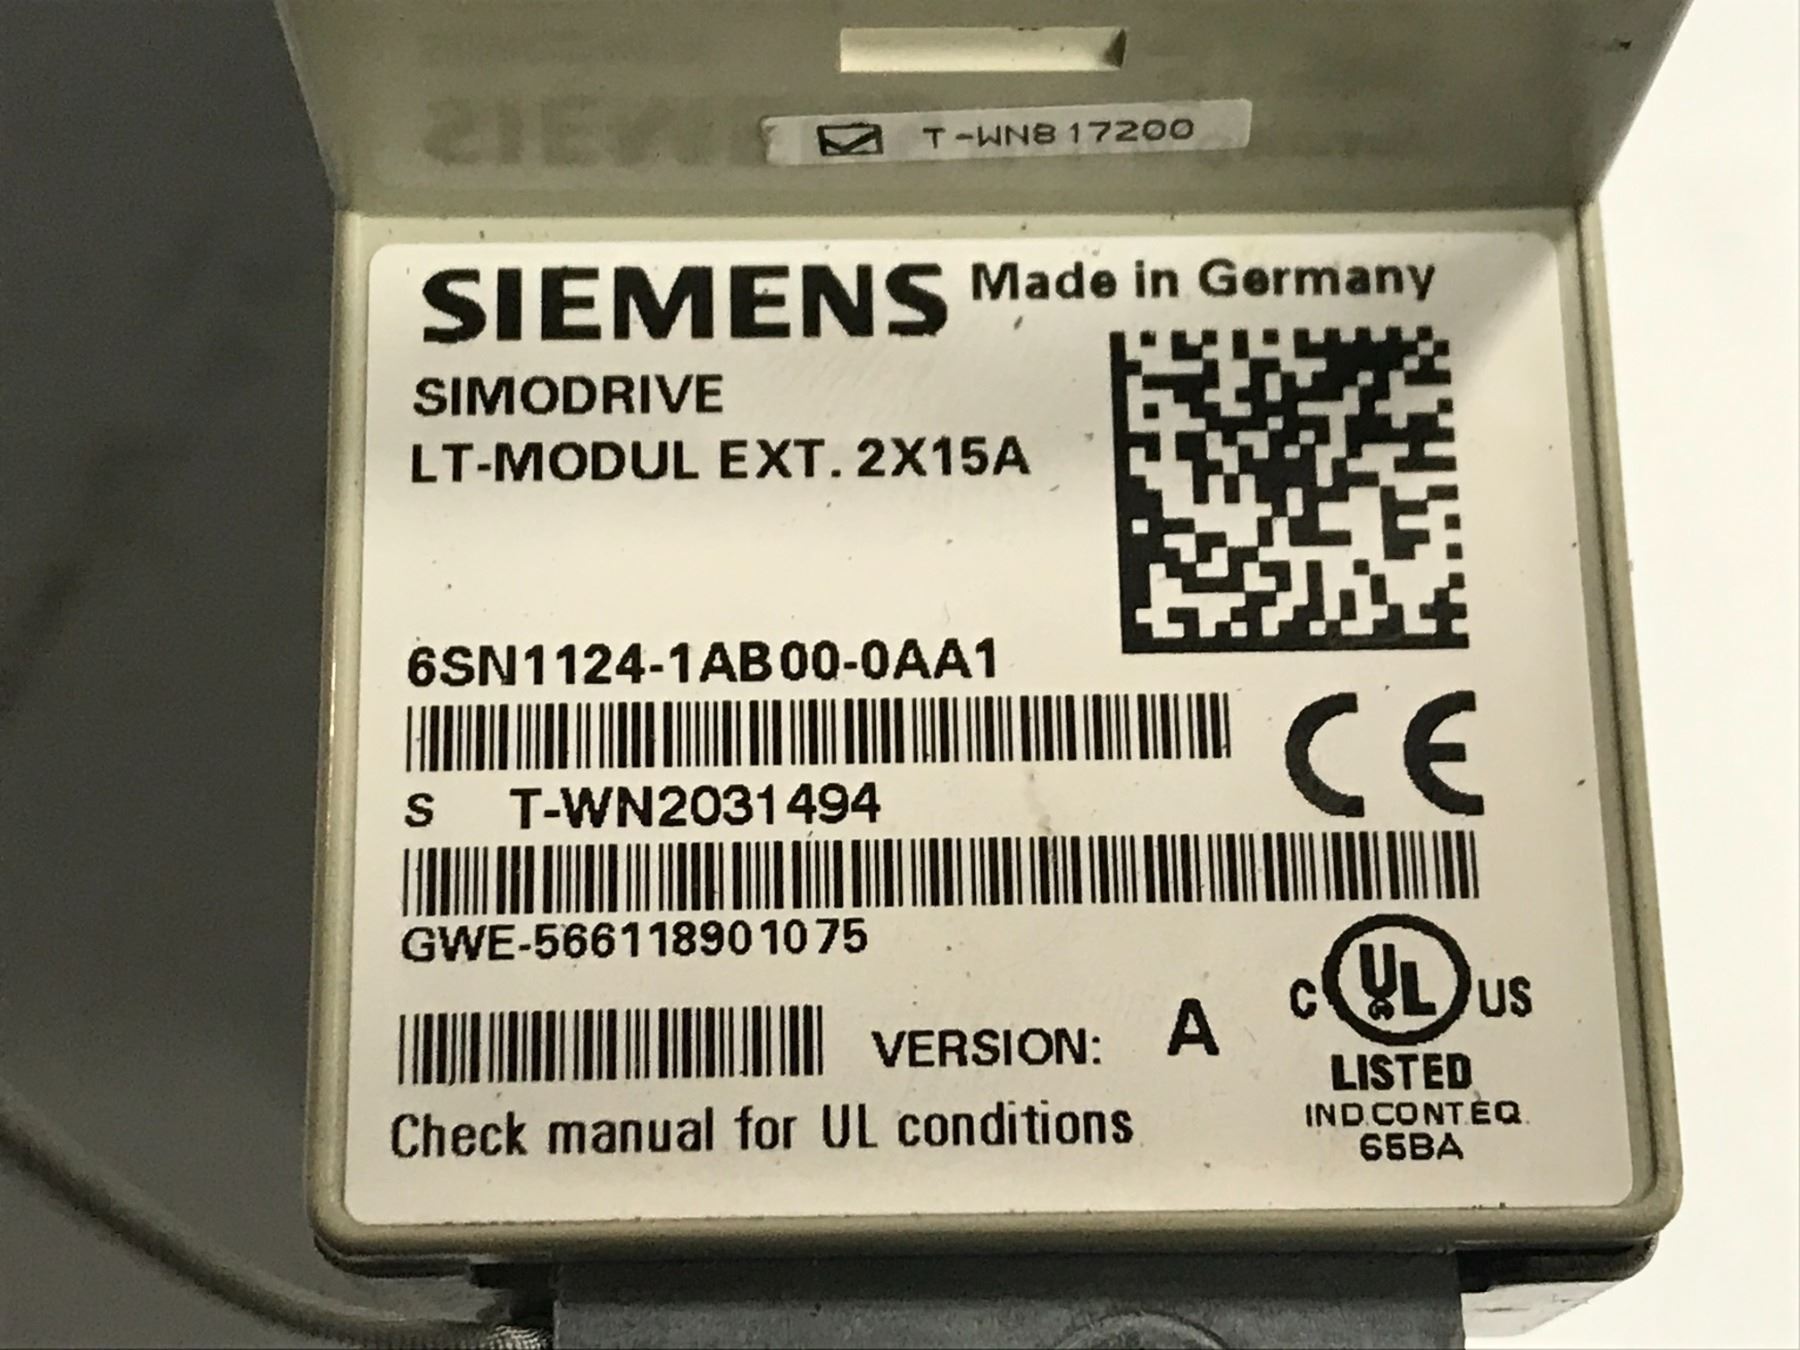 T-WN817200
SIEMENS Made in Germany
SIMODRIVE
LT-MODUL EXT. 2X15A
6SN1124-1AB00-0AA1
S T-WN2031494
GWE-566118901075
VERSION: A
Check manual for UL conditions
CE
C UL US
LISTED
IND.CONT.EQ.
65BA